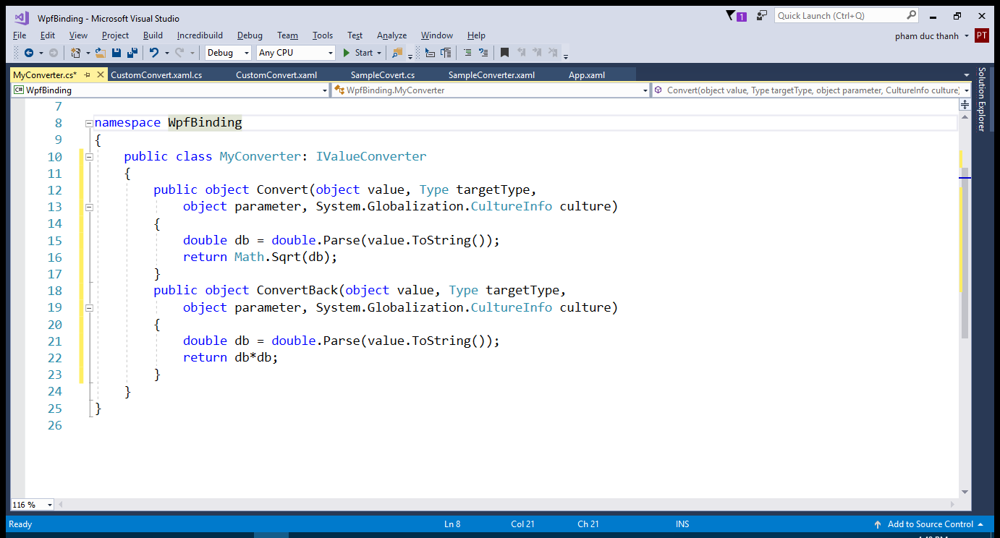 WpfBinding - Microsoft Visual Studio
1
Quick Launch (Ctrl+Q)
File Edit View Project Build Incredibuild Debug Team Tools Test Analyze Window Help
pham duc thanh PT
Debug Any CPU Start
MyConverter.cs* CustomConvert.xaml.cs CustomConvert.xaml SampleCovert.cs SampleConverter.xaml App.xaml
Solution Explorer
C# WpfBinding WpfBinding.MyConverter Convert(object value, Type targetType, object parameter, CultureInfo culture)
7
8 namespace WpfBinding
9 {
10 public class MyConverter: IValueConverter
11 {
12 public object Convert(object value, Type targetType,
13 object parameter, System.Globalization.CultureInfo culture)
14 {
15 double db = double.Parse(value.ToString());
16 return Math.Sqrt(db);
17 }
18 public object ConvertBack(object value, Type targetType,
19 object parameter, System.Globalization.CultureInfo culture)
20 {
21 double db = double.Parse(value.ToString());
22 return db*db;
23 }
24 }
25 }
26
116 %
Ready Ln 8 Col 21 Ch 21 INS Add to Source Control